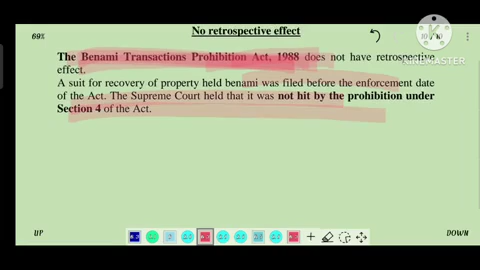 No retrospective effect
69%
KINEMASTER
The Benami Transactions Prohibition Act, 1988 does not have retrospective
effect.
A suit for recovery of property held benami was filed before the enforcement date
of the Act. The Supreme Court held that it was not hit by the prohibition under
Section 4 of the Act.
UP
DOWN